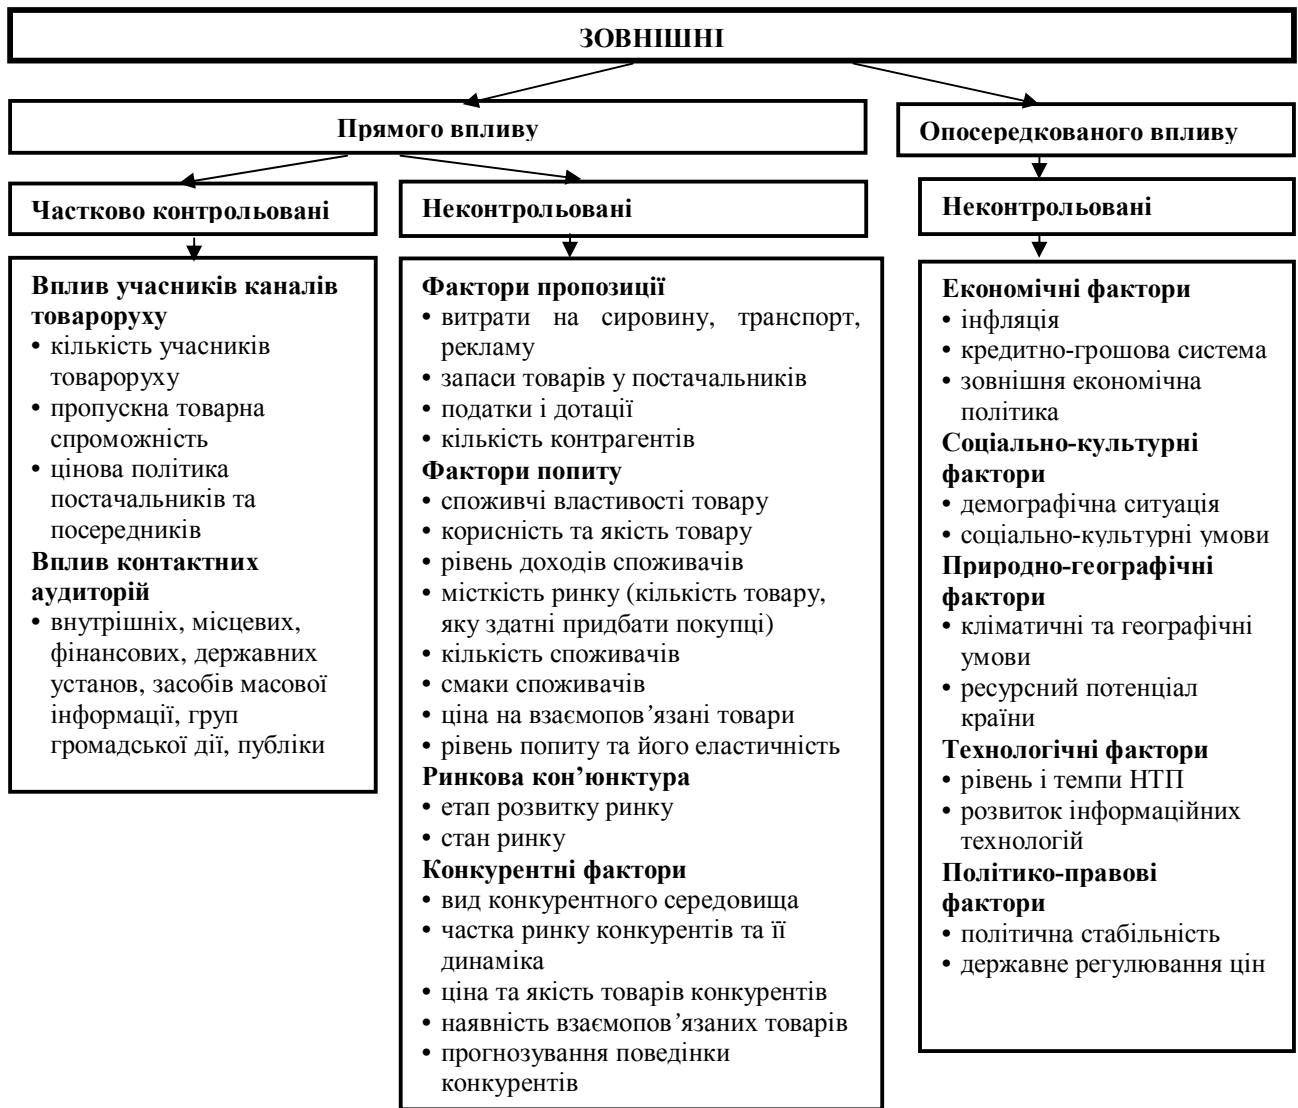 ЗОВНІШНІ
Прямого впливу
Опосередкованого впливу
Частково контрольовані
Неконтрольовані
Неконтрольовані
Вплив учасників каналів
товароруху
• кількість учасників
товароруху
• пропускна товарна
спроможність
• цінова політика
постачальників та
посередників
Вплив контактних
аудиторій
• внутрішніх, місцевих,
фінансових, державних
установ, засобів масової
інформації, груп
громадської дії, публіки
Фактори пропозиції
• витрати на сировину, транспорт,
рекламу
• запаси товарів у постачальників
• податки і дотації
• кількість контрагентів
Фактори попиту
• споживчі властивості товару
• корисність та якість товару
• рівень доходів споживачів
• місткість ринку (кількість товару,
яку здатні придбати покупці)
• кількість споживачів
• смаки споживачів
• ціна на взаємопов’язані товари
• рівень попиту та його еластичність
Ринкова кон’юнктура
• етап розвитку ринку
• стан ринку
Конкурентні фактори
• вид конкурентного середовища
• частка ринку конкурентів та її
динаміка
• ціна та якість товарів конкурентів
• наявність взаємопов’язаних товарів
• прогнозування поведінки
конкурентів
Економічні фактори
• інфляція
• кредитно-грошова система
• зовнішня економічна
політика
Соціально-культурні
фактори
• демографічна ситуація
• соціально-культурні умови
Природно-географічні
фактори
• кліматичні та географічні
умови
• ресурсний потенціал
країни
Технологічні фактори
• рівень і темпи НТП
• розвиток інформаційних
технологій
Політико-правові
фактори
• політична стабільність
• державне регулювання цін